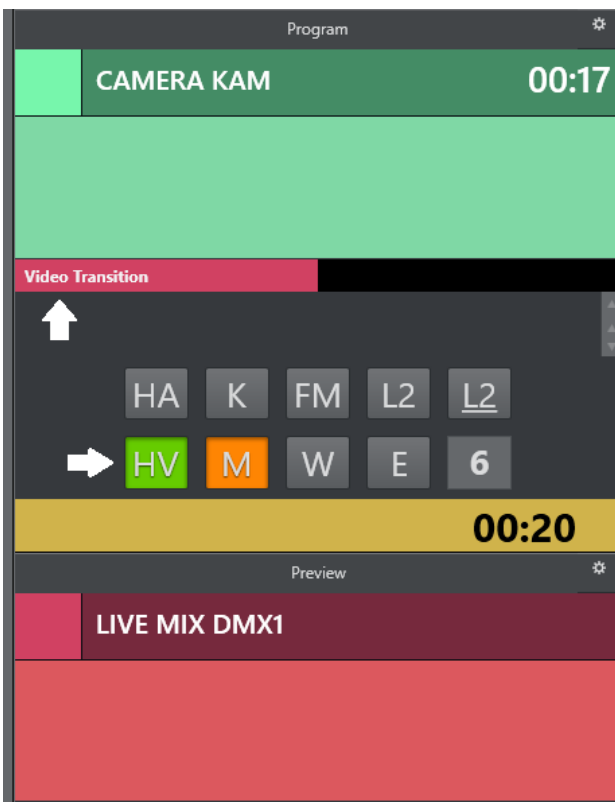 Program
CAMERA KAM 00:17
Video Transition
HA K FM L2 L2
HV M W E 6
00:20
Preview
LIVE MIX DMX1